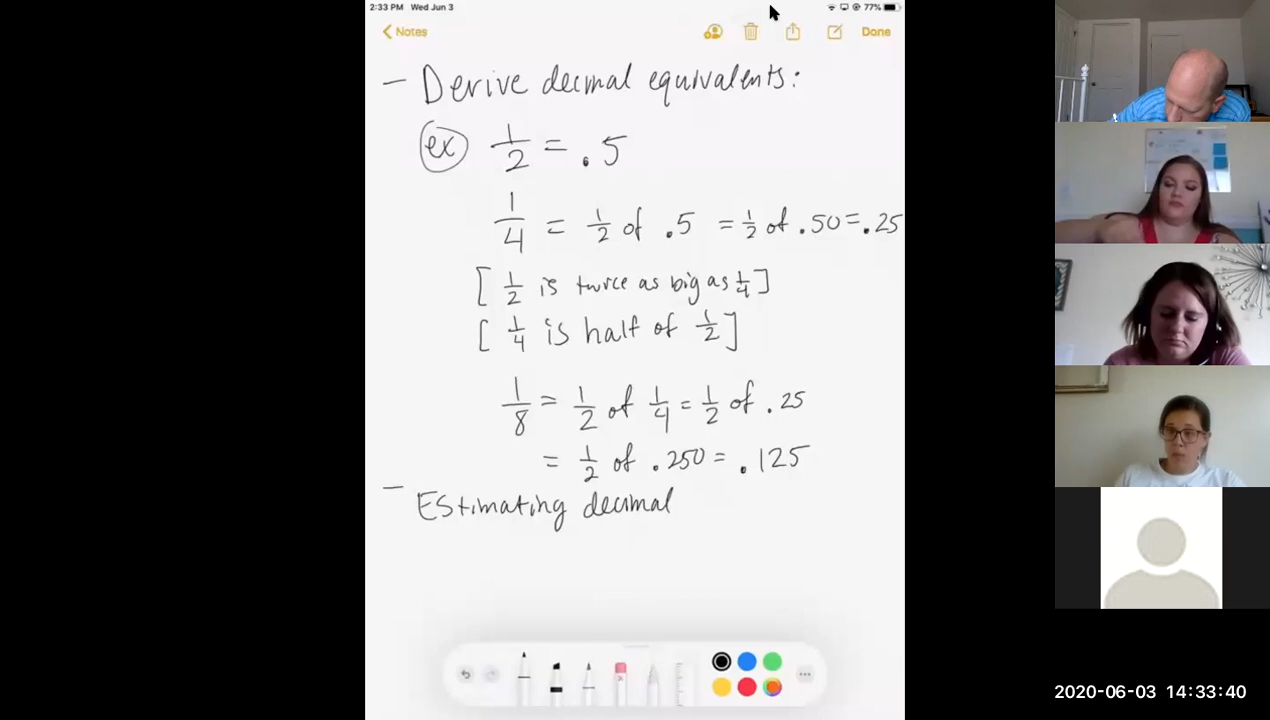 2:33 PM Wed Jun 3
77%
Notes
Done
- Derive decimal equivalents:
ex 1/2 = .5
1/4 = 1/2 of .5 = 1/2 of .50 = .25
[ 1/2 is twice as big as 1/4 ]
[ 1/4 is half of 1/2 ]
1/8 = 1/2 of 1/4 = 1/2 of .25
= 1/2 of .250 = .125
- Estimating decimal
2020-06-03 14:33:40